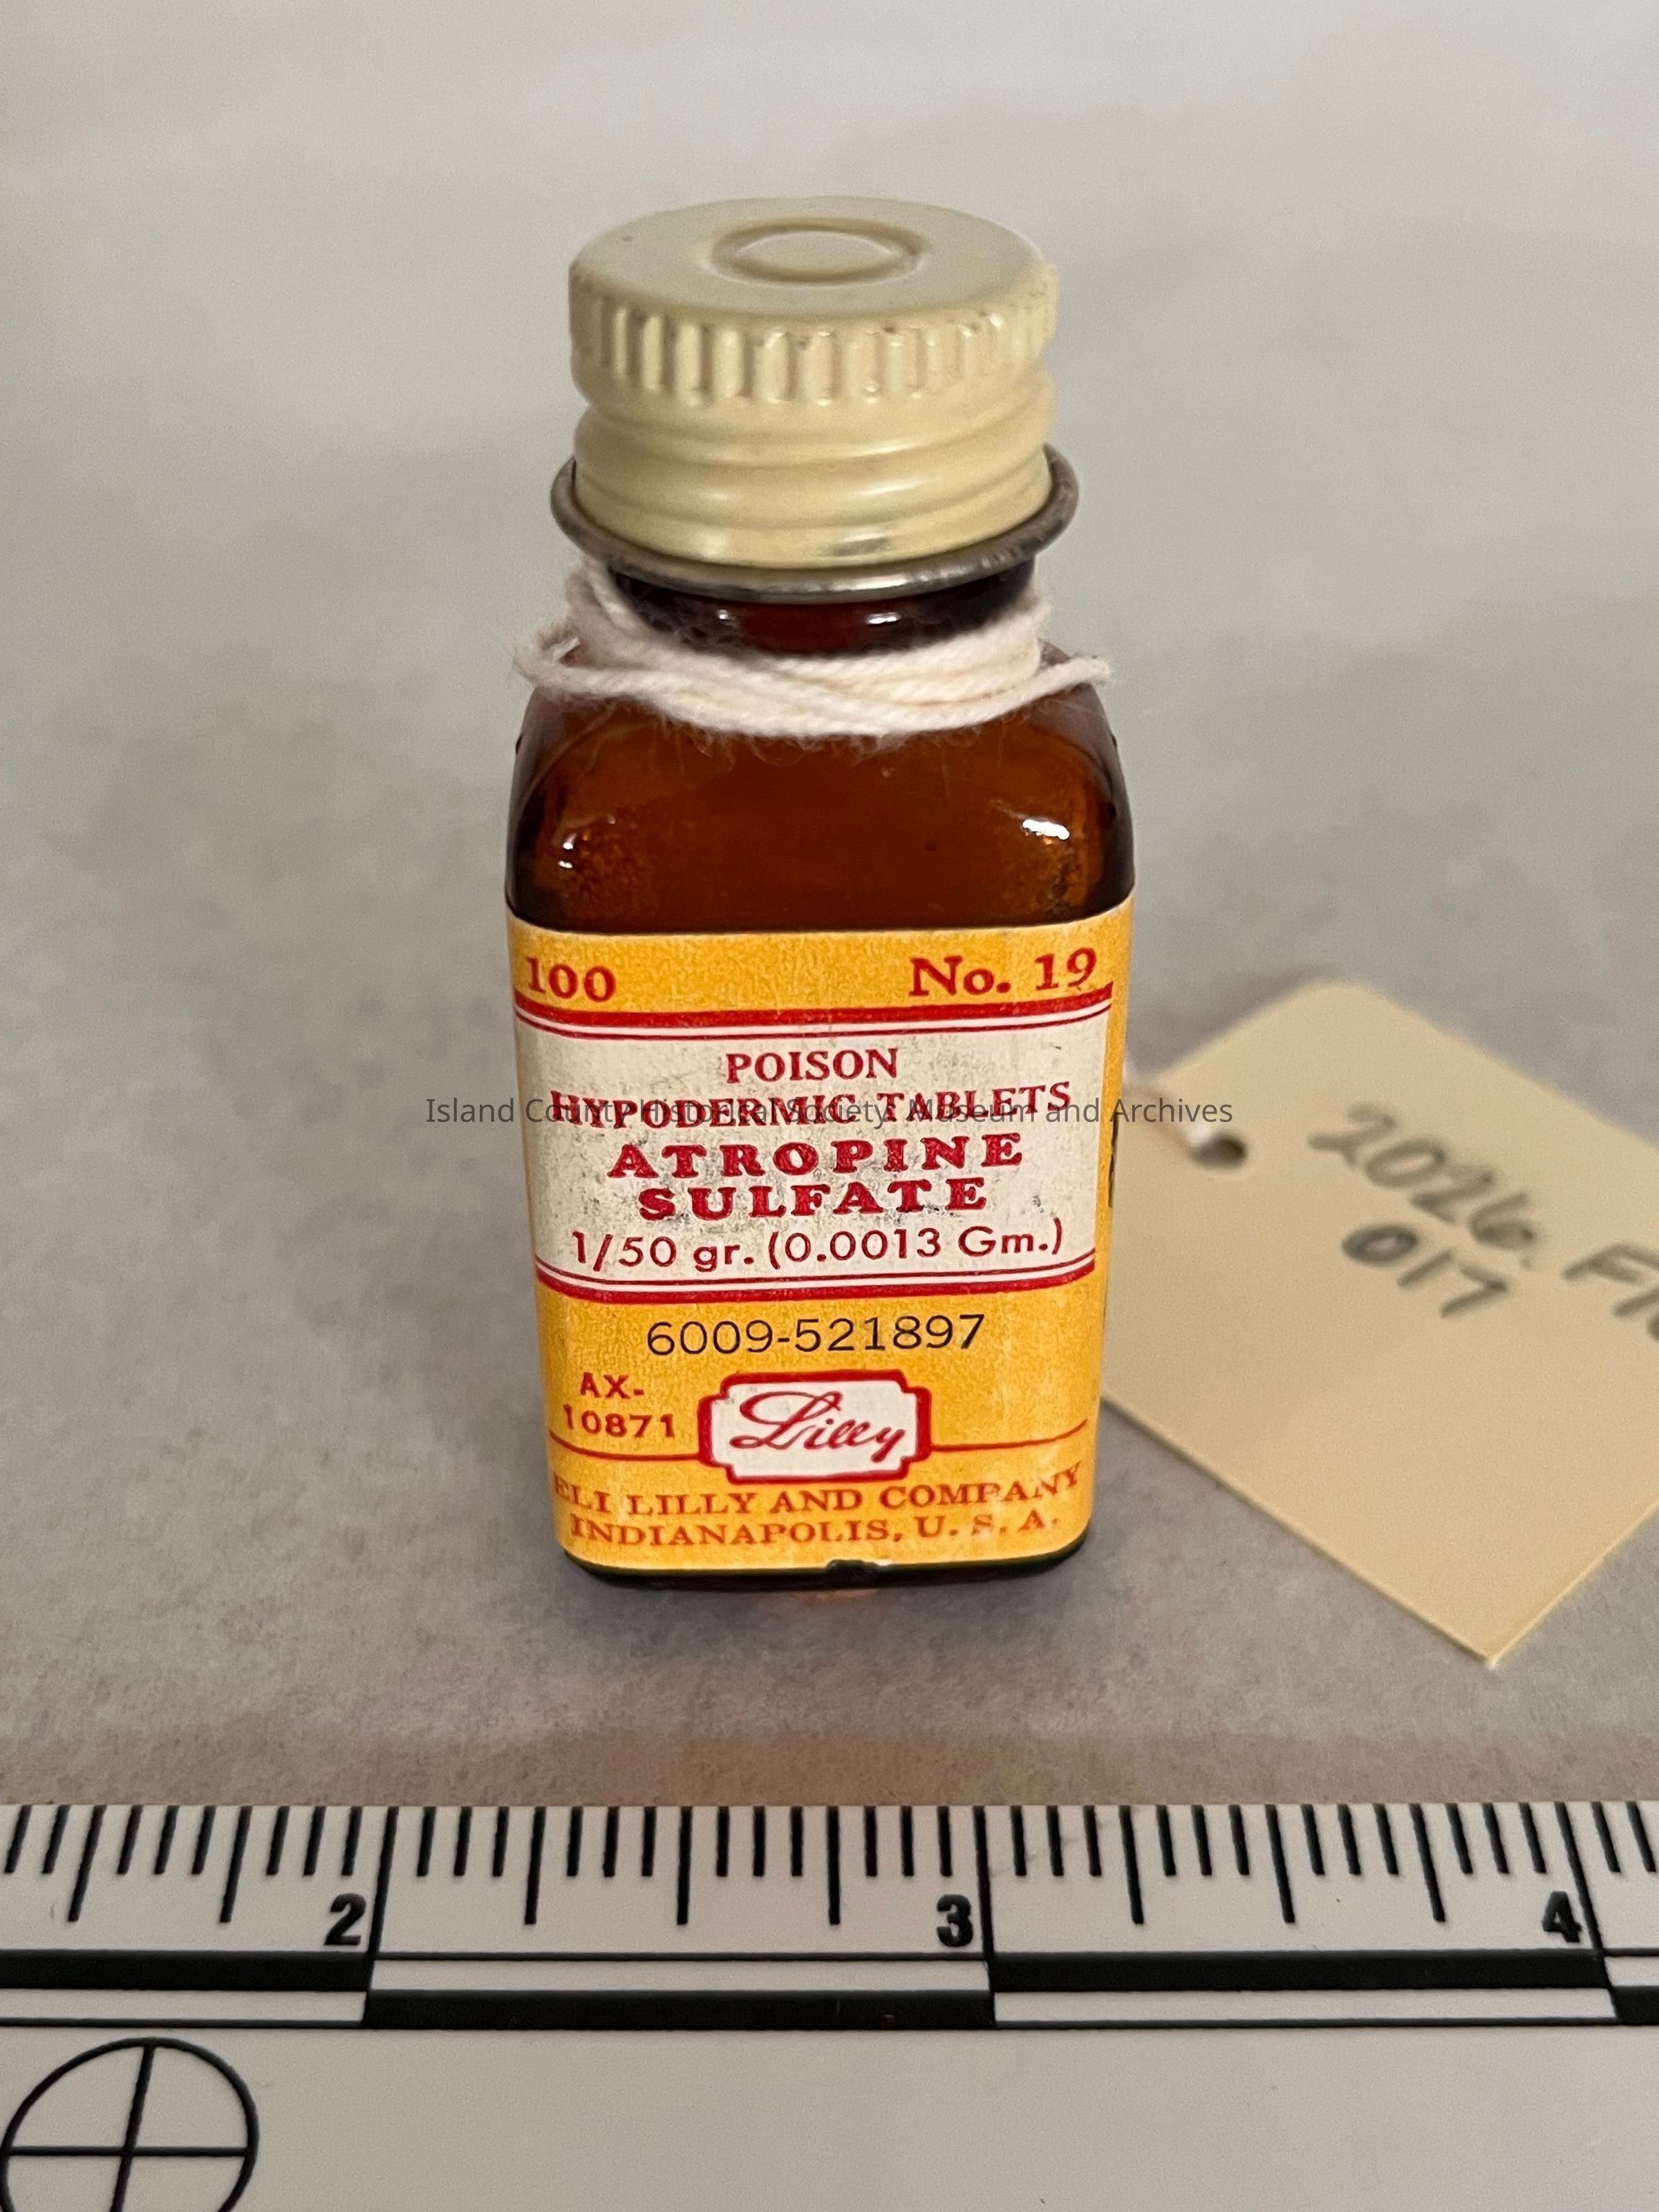 100 No. 19
POISON
HYPODERMIC TABLETS
Island County Historical Society Museum and Archives
ATROPINE
SULFATE
1/50 gr. (0.0013 Gm.)
6009-521897
AX-
10871
Lilly
ELI LILLY AND COMPANY
INDIANAPOLIS, U. S. A.
2026.
017
2 3 4